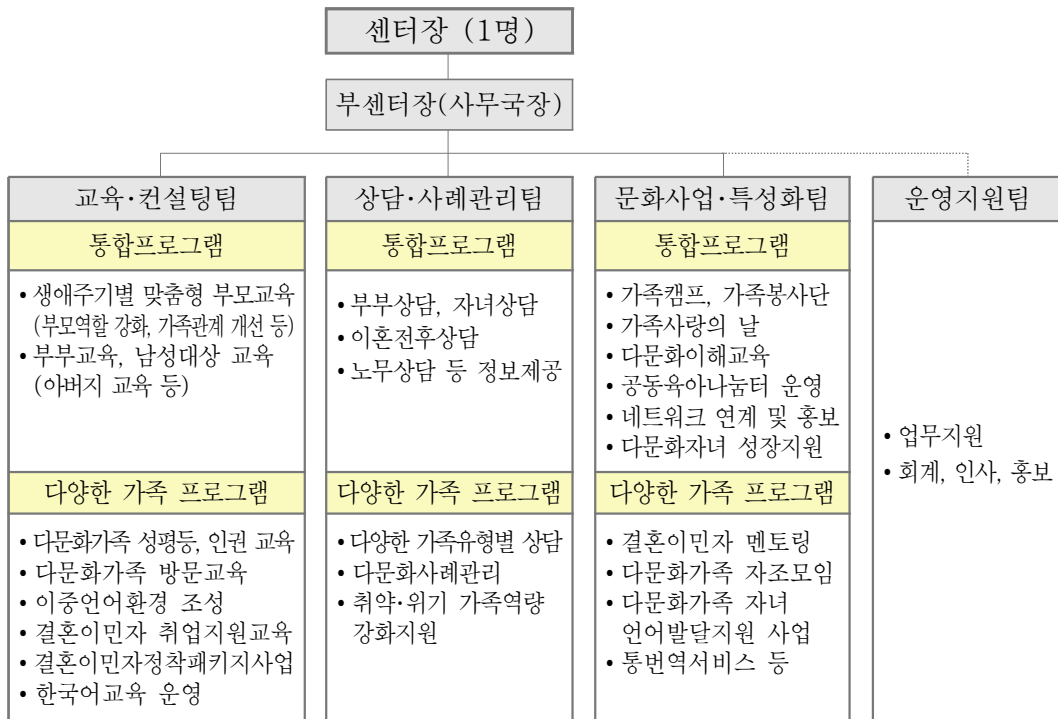 센터장 (1명)
부센터장(사무국장)
교육·컨설팅팀
통합프로그램
• 생애주기별 맞춤형 부모교육
(부모역할 강화, 가족관계 개선 등)
• 부부교육, 남성대상 교육
(아버지 교육 등)
다양한 가족 프로그램
• 다문화가족 성평등, 인권 교육
• 다문화가족 방문교육
• 이중언어환경 조성
• 결혼이민자 취업지원교육
• 결혼이민자정착패키지사업
• 한국어교육 운영
상담·사례관리팀
통합프로그램
• 부부상담, 자녀상담
• 이혼전후상담
• 노무상담 등 정보제공
다양한 가족 프로그램
• 다양한 가족유형별 상담
• 다문화사례관리
• 취약·위기 가족역량
강화지원
문화사업·특성화팀
통합프로그램
• 가족캠프, 가족봉사단
• 가족사랑의 날
• 다문화이해교육
• 공동육아나눔터 운영
• 네트워크 연계 및 홍보
• 다문화자녀 성장지원
다양한 가족 프로그램
• 결혼이민자 멘토링
• 다문화가족 자조모임
• 다문화가족 자녀
언어발달지원 사업
• 통번역서비스 등
운영지원팀
• 업무지원
• 회계, 인사, 홍보